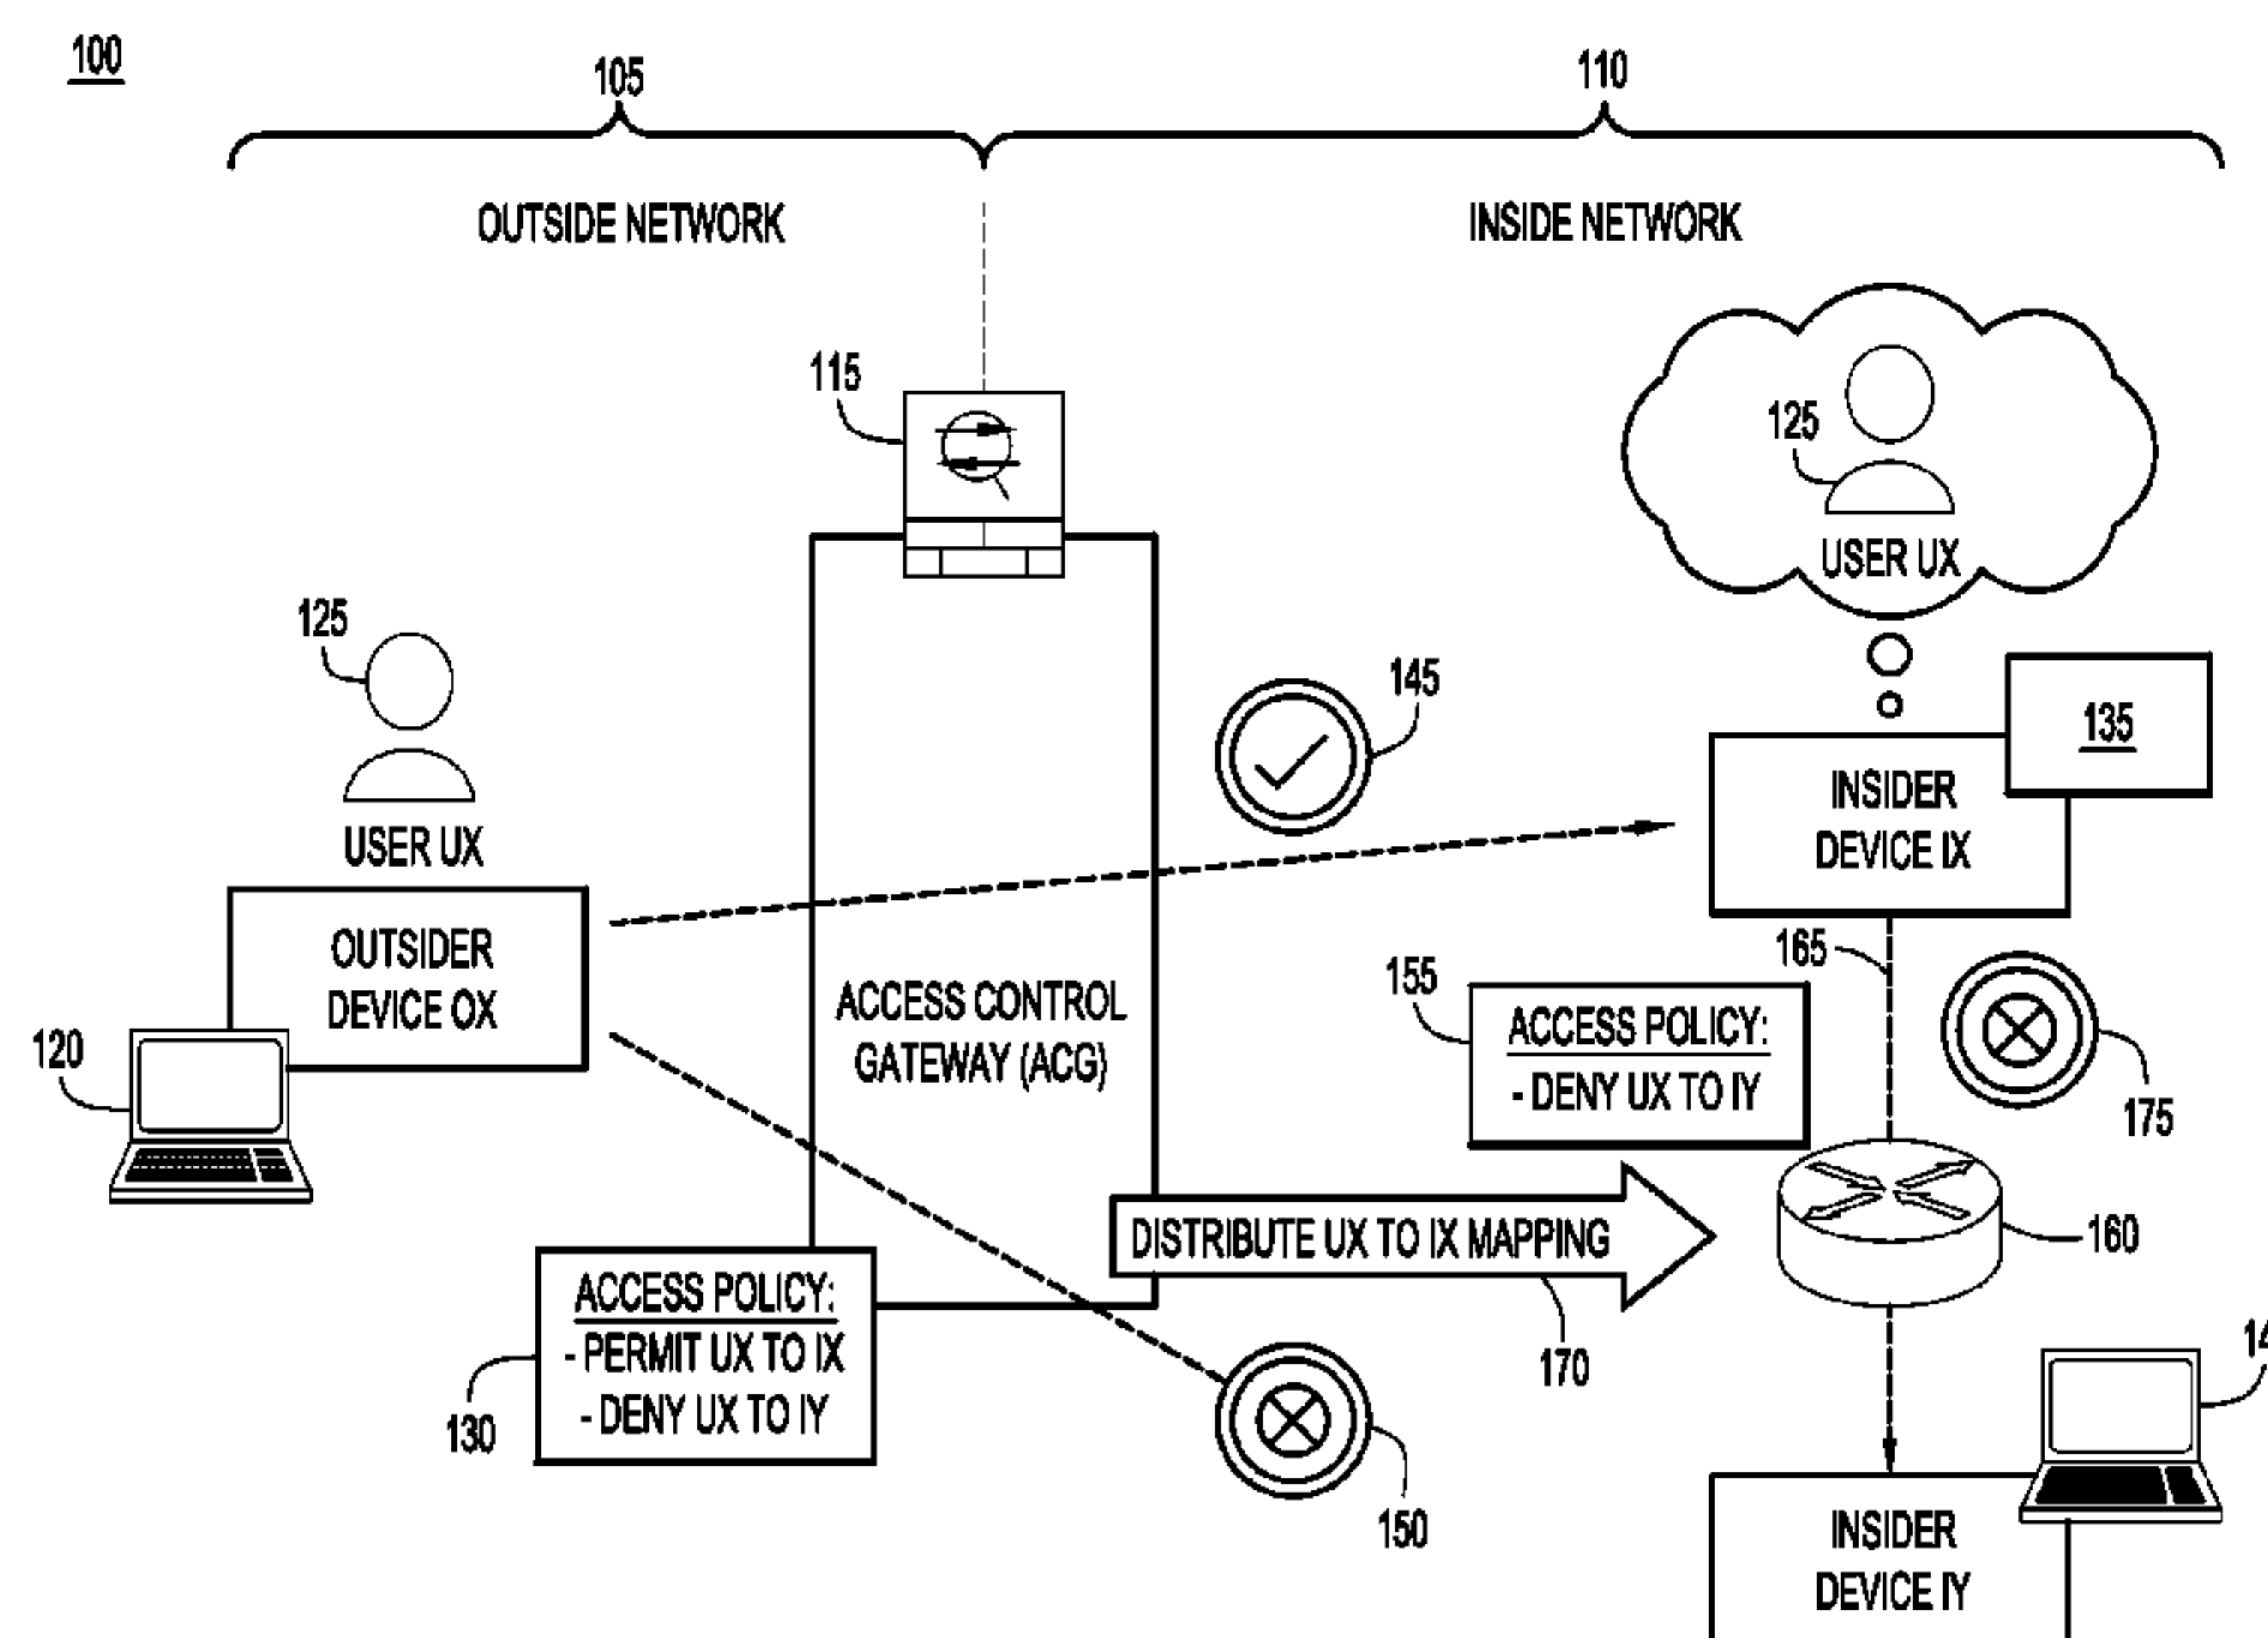 100
105
110
OUTSIDE NETWORK
INSIDE NETWORK
115
125
USER UX
125
USER UX
145
135
INSIDER
DEVICE IX
OUTSIDER
DEVICE OX
120
ACCESS CONTROL
GATEWAY (ACG)
165
155
ACCESS POLICY:
- DENY UX TO IY
175
DISTRIBUTE UX TO IX MAPPING
160
170
ACCESS POLICY:
- PERMIT UX TO IX
- DENY UX TO IY
130
150
INSIDER
DEVICE IY